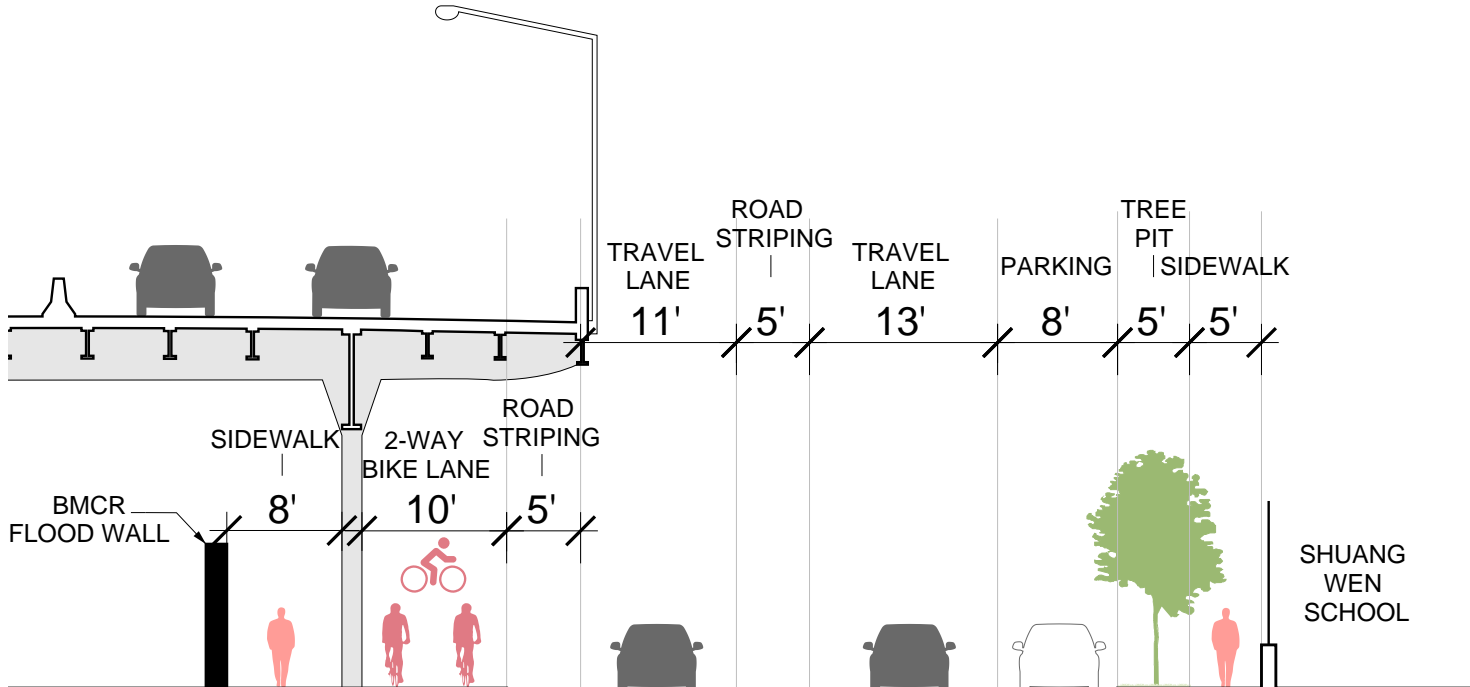 ROAD
STRIPING
TREE
PIT
TRAVEL
LANE
TRAVEL
LANE
PARKING
SIDEWALK
11'
5'
13'
8'
5'
5'
SIDEWALK
2-WAY
BIKE LANE
ROAD
STRIPING
8'
10'
5'
BMCR
FLOOD WALL
SHUANG
WEN
SCHOOL